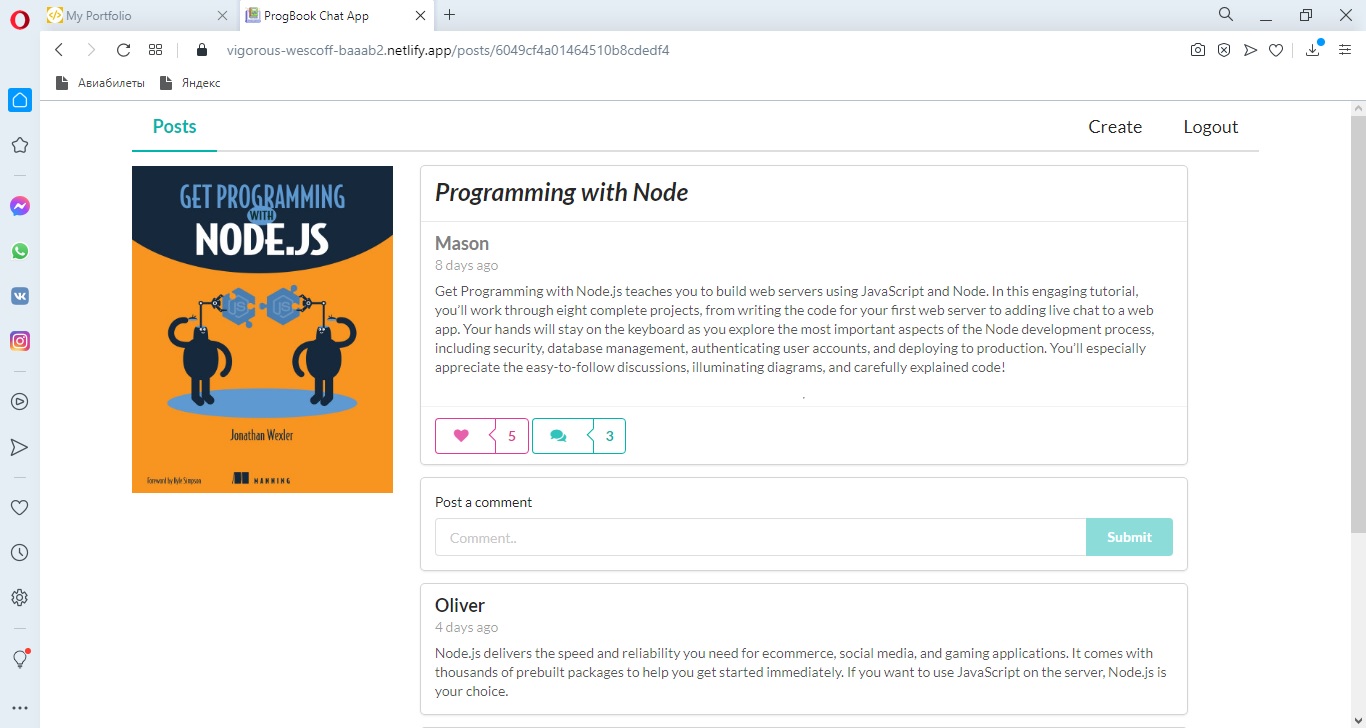 My Portfolio
ProgBook Chat App
vigorous-wescoff-baaab2.netlify.app/posts/6049cf4a01464510b8cdedf4
Авиабилеты
Яндекс
Posts
Create
Logout
GET PROGRAMMING
WITH
NODE.JS
JS JS
Jonathan Wexler
Foreword by Kyle Simpson
MANNING
Programming with Node
Mason
8 days ago
Get Programming with Node.js teaches you to build web servers using JavaScript and Node. In this engaging tutorial,
you'll work through eight complete projects, from writing the code for your first web server to adding live chat to a web
app. Your hands will stay on the keyboard as you explore the most important aspects of the Node development process,
including security, database management, authenticating user accounts, and deploying to production. You'll especially
appreciate the easy-to-follow discussions, illuminating diagrams, and carefully explained code!
.
5
3
Post a comment
Comment..
Submit
Oliver
4 days ago
Node.js delivers the speed and reliability you need for ecommerce, social media, and gaming applications. It comes with
thousands of prebuilt packages to help you get started immediately. If you want to use JavaScript on the server, Node.js is
your choice.